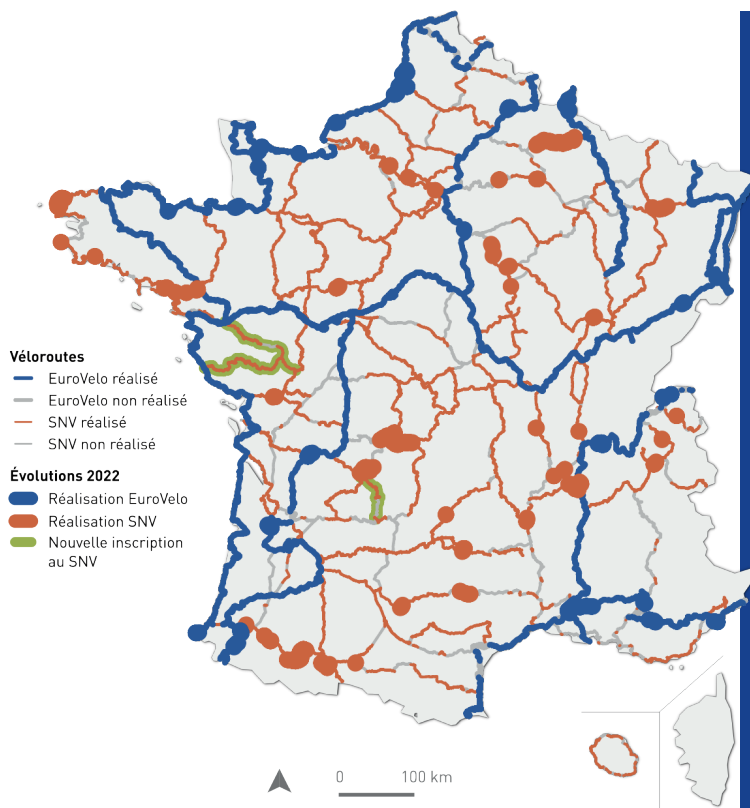 Véloroutes
EuroVelo réalisé
EuroVelo non réalisé
SNV réalisé
SNV non réalisé
Évolutions 2022
Réalisation EuroVelo
Réalisation SNV
Nouvelle inscription
au SNV
0 100 km